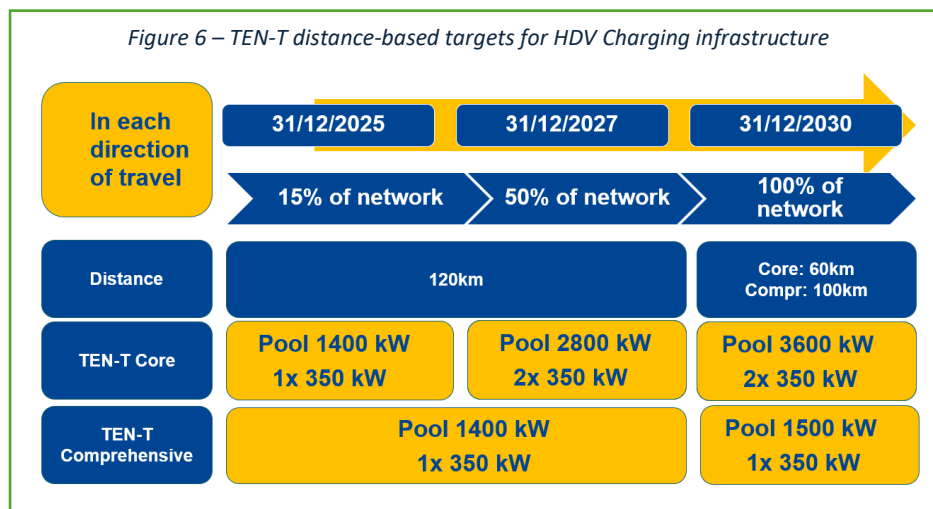 Figure 6 – TEN-T distance-based targets for HDV Charging infrastructure
In each
direction
of travel
31/12/2025
31/12/2027
31/12/2030
15% of network
50% of network
100% of
network
Distance
120km
Core: 60km
Compr: 100km
TEN-T Core
Pool 1400 kW
1x 350 kW
Pool 2800 kW
2x 350 kW
Pool 3600 kW
2x 350 kW
TEN-T
Comprehensive
Pool 1400 kW
1x 350 kW
Pool 1500 kW
1x 350 kW